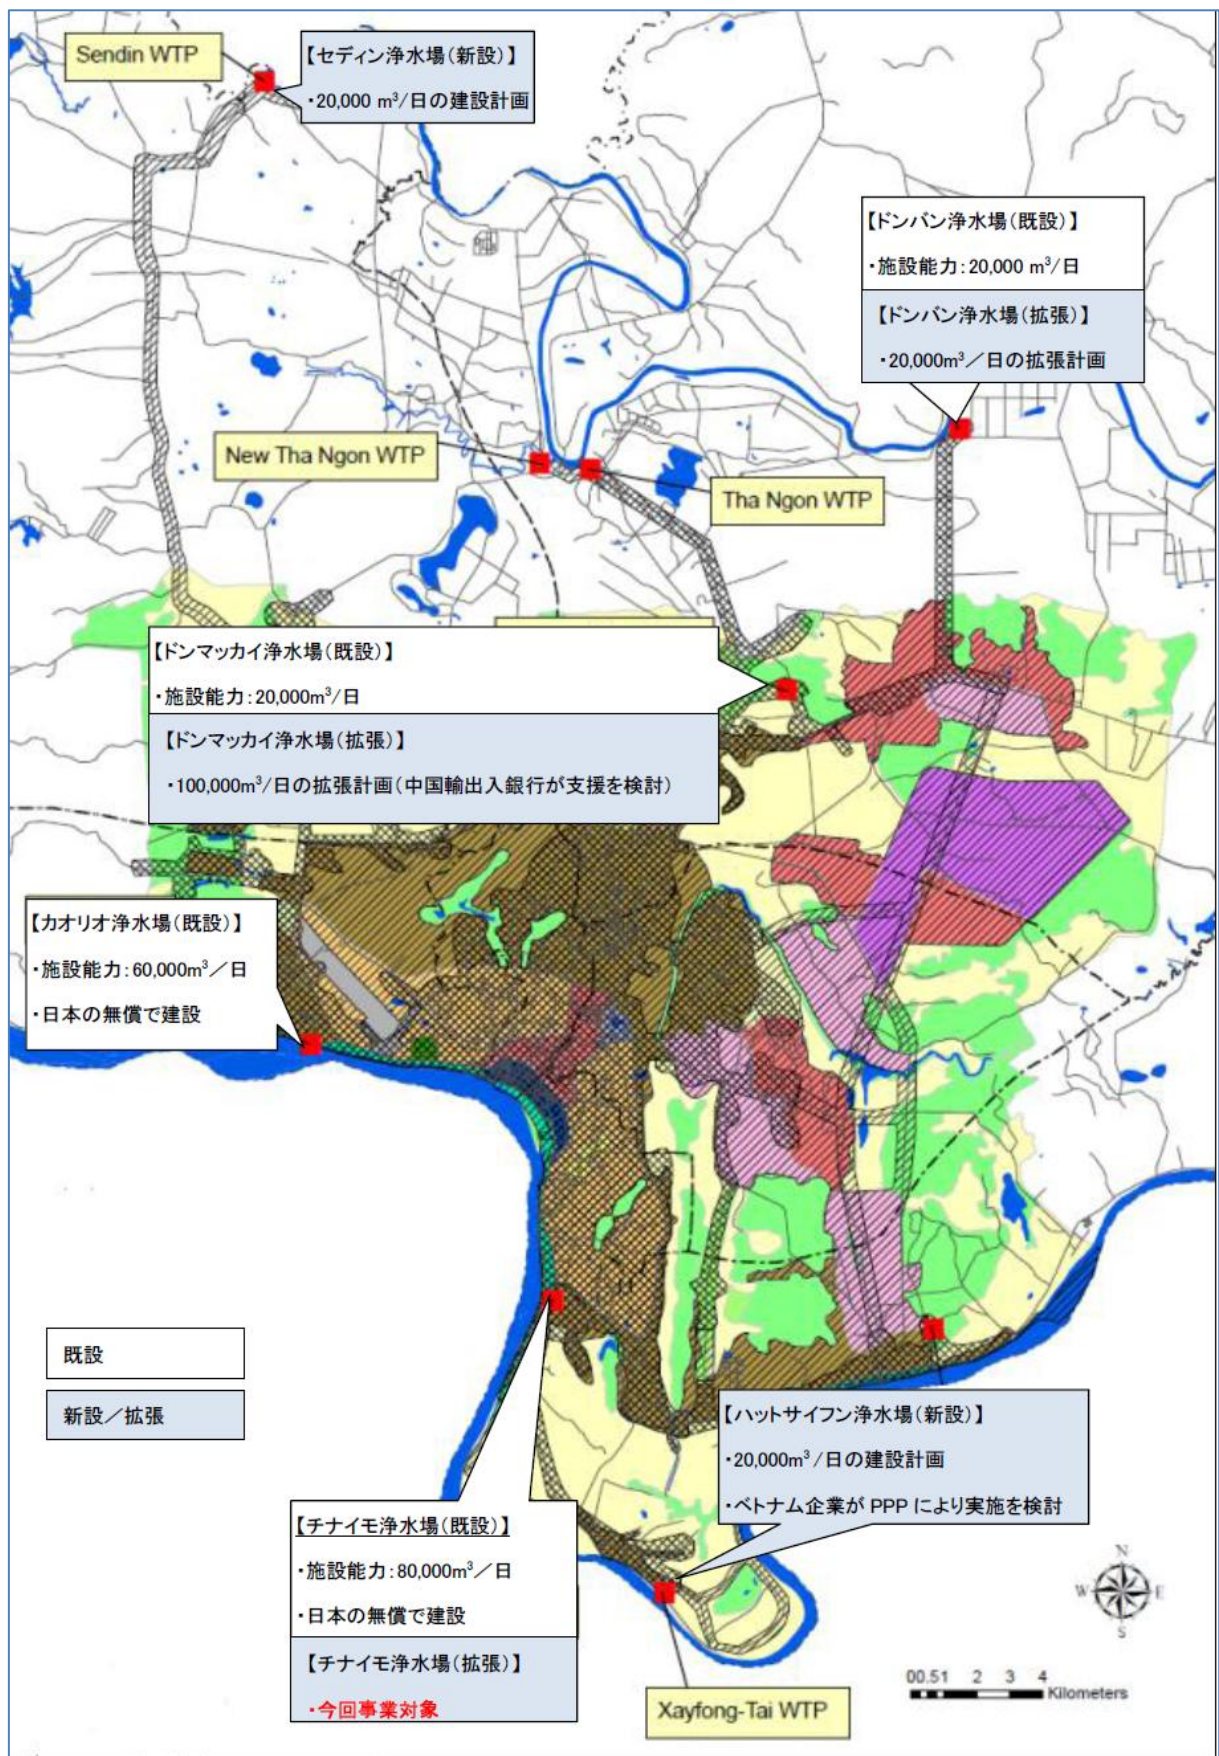 Sendin WTP
【セディン浄水場(新設)】
・20,000 m³/日の建設計画
【ドンバン浄水場(既設)】
・施設能力:20,000 m³/日
【ドンバン浄水場(拡張)】
・20,000m³/日の拡張計画
New Tha Ngon WTP
Tha Ngon WTP
【ドンマッカイ浄水場(既設)】
・施設能力:20,000m³/日
【ドンマッカイ浄水場(拡張)】
・100,000m³/日の拡張計画(中国輸出入銀行が支援を検討)
【カオリオ浄水場(既設)】
・施設能力:60,000m³/日
・日本の無償で建設
既設
新設/拡張
【ハットサイフン浄水場(新設)】
・20,000m³/日の建設計画
・ベトナム企業が PPP により実施を検討
【チナイモ浄水場(既設)】
・施設能力:80,000m³/日
・日本の無償で建設
【チナイモ浄水場(拡張)】
・今回事業対象
Xayfong-Tai WTP
N
W E
S
00.51 2 3 4
Kilometers